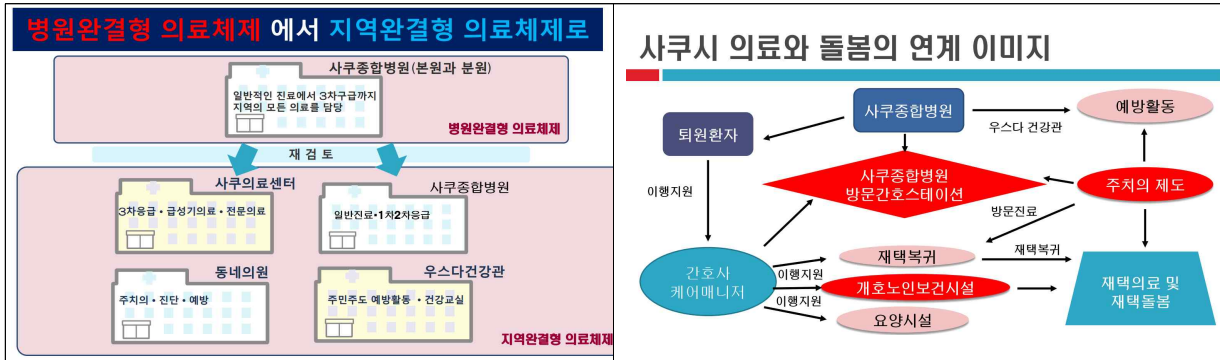 병원완결형 의료체제 에서 지역완결형 의료체제로
사쿠종합병원(본원과 분원)
일반적인 진료에서 3차구급까지
지역의 모든 의료를 담당
병원완결형 의료체제
재 검 토
사쿠의료센터
3차응급・급성기의료・전문의료
사쿠종합병원
일반진료・1차2차응급
동네의원
주치의・진단・예방
우스다건강관
주민주도 예방활동・건강교실
지역완결형 의료체제
사쿠시 의료와 돌봄의 연계 이미지
사쿠종합병원
예방활동
퇴원환자
우스다 건강관
사쿠종합병원
방문간호스테이션
주치의 제도
이행지원
방문진료
간호사
케어매니저
이행지원
재택복귀
재택복귀
이행지원
개호노인보건시설
이행지원
요양시설
재택의료 및
재택돌봄